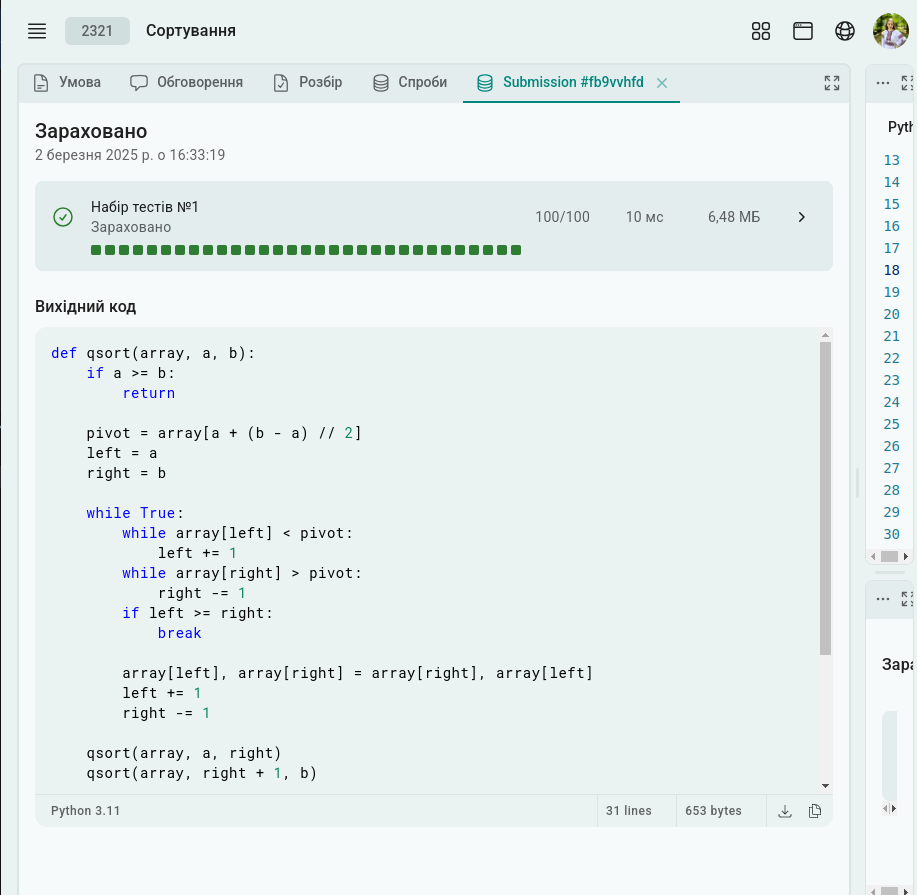 2321 Сортування
Умова Обговорення Розбір Спроби Submission #fb9vvhfd
Зараховано
2 березня 2025 р. о 16:33:19
Набір тестів №1
Зараховано
100/100 10 мс 6,48 МБ
Вихідний код
def qsort(array, a, b):
    if a >= b:
        return
    pivot = array[a + (b - a) // 2]
    left = a
    right = b
    while True:
        while array[left] < pivot:
            left += 1
        while array[right] > pivot:
            right -= 1
        if left >= right:
            break
        array[left], array[right] = array[right], array[left]
        left += 1
        right -= 1
    qsort(array, a, right)
    qsort(array, right + 1, b)
Python 3.11 31 lines 653 bytes
13
14
15
16
17
18
19
20
21
22
23
24
25
26
27
28
29
30